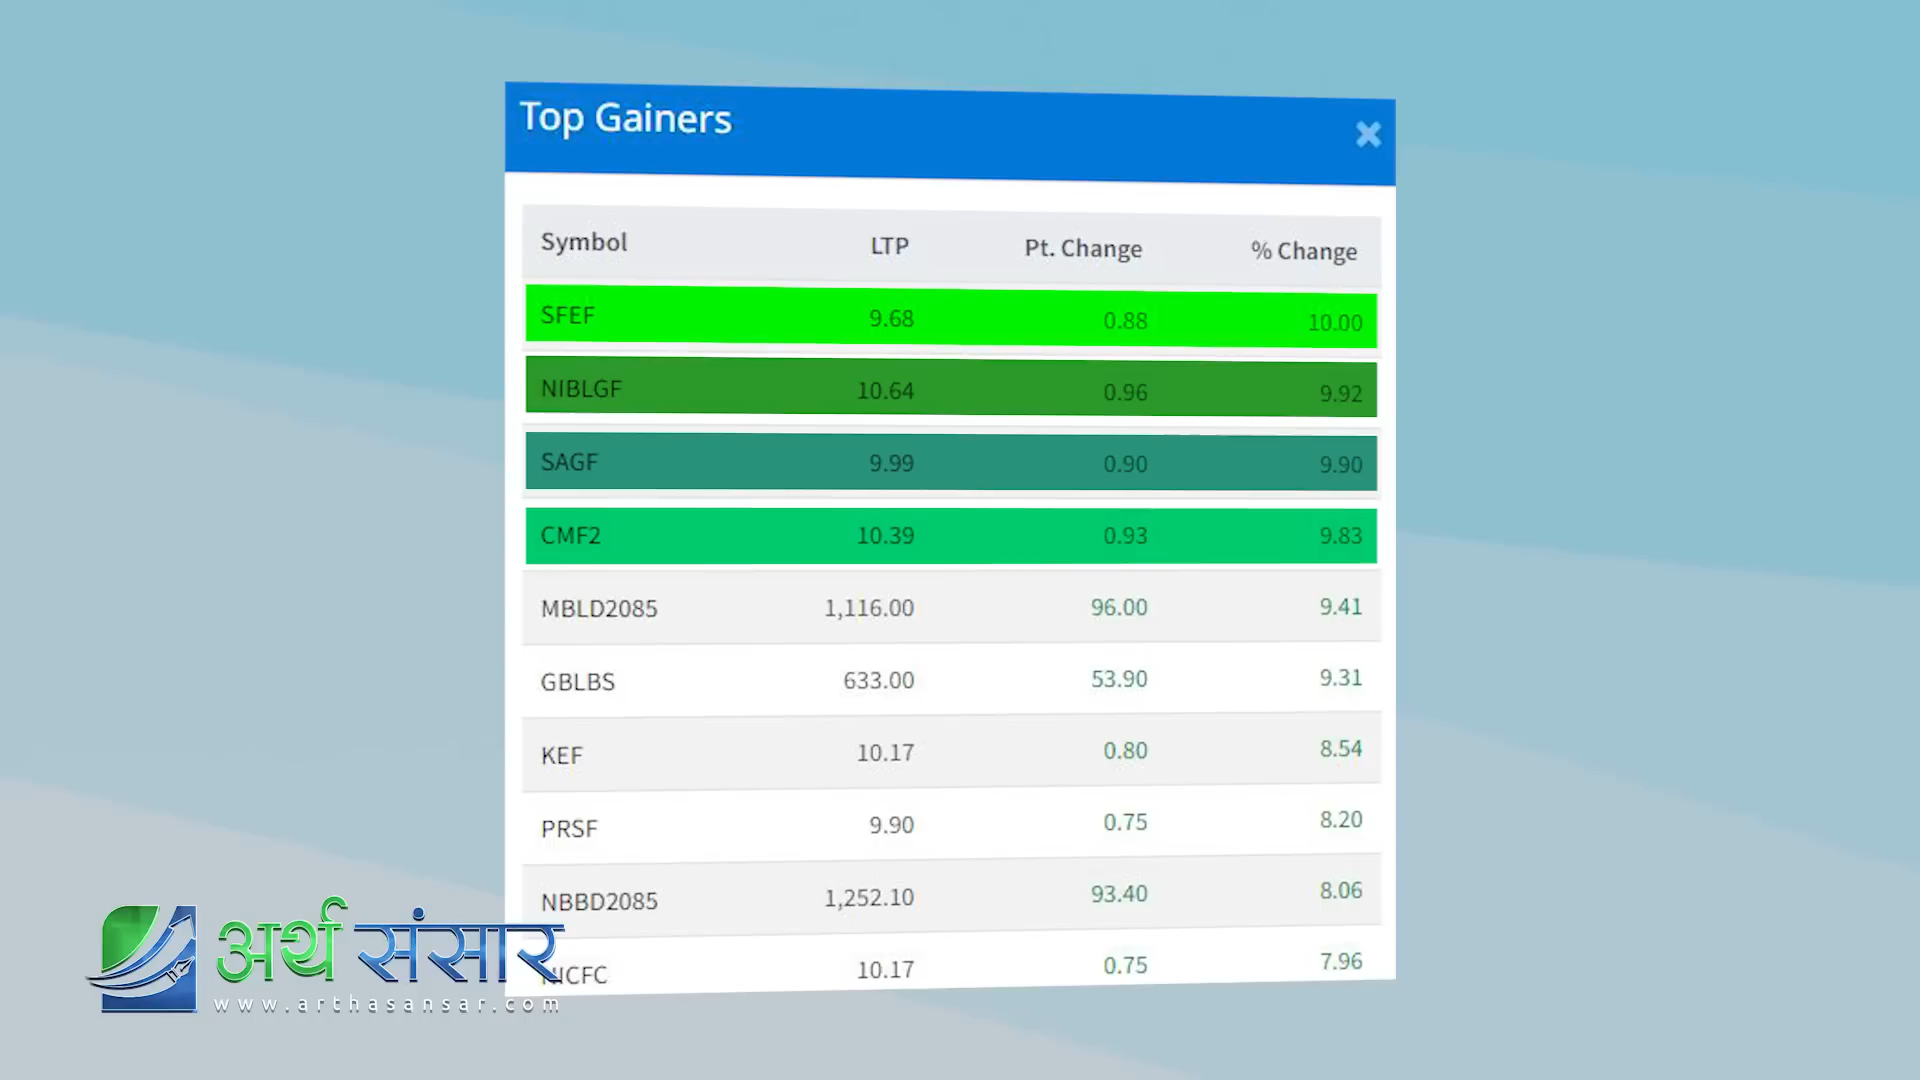 Top Gainers
Symbol LTP Pt. Change % Change
SFEF 9.68 0.88 10.00
NIBLGF 10.64 0.96 9.92
SAGF 9.99 0.90 9.90
CMF2 10.39 0.93 9.83
MBLD2085 1,116.00 96.00 9.41
GBLBS 633.00 53.90 9.31
KEF 10.17 0.80 8.54
PRSF 9.90 0.75 8.20
NBBD2085 1,252.10 93.40 8.06
NICFC 10.17 0.75 7.96
अर्थ संसार
www.arthasansar.com